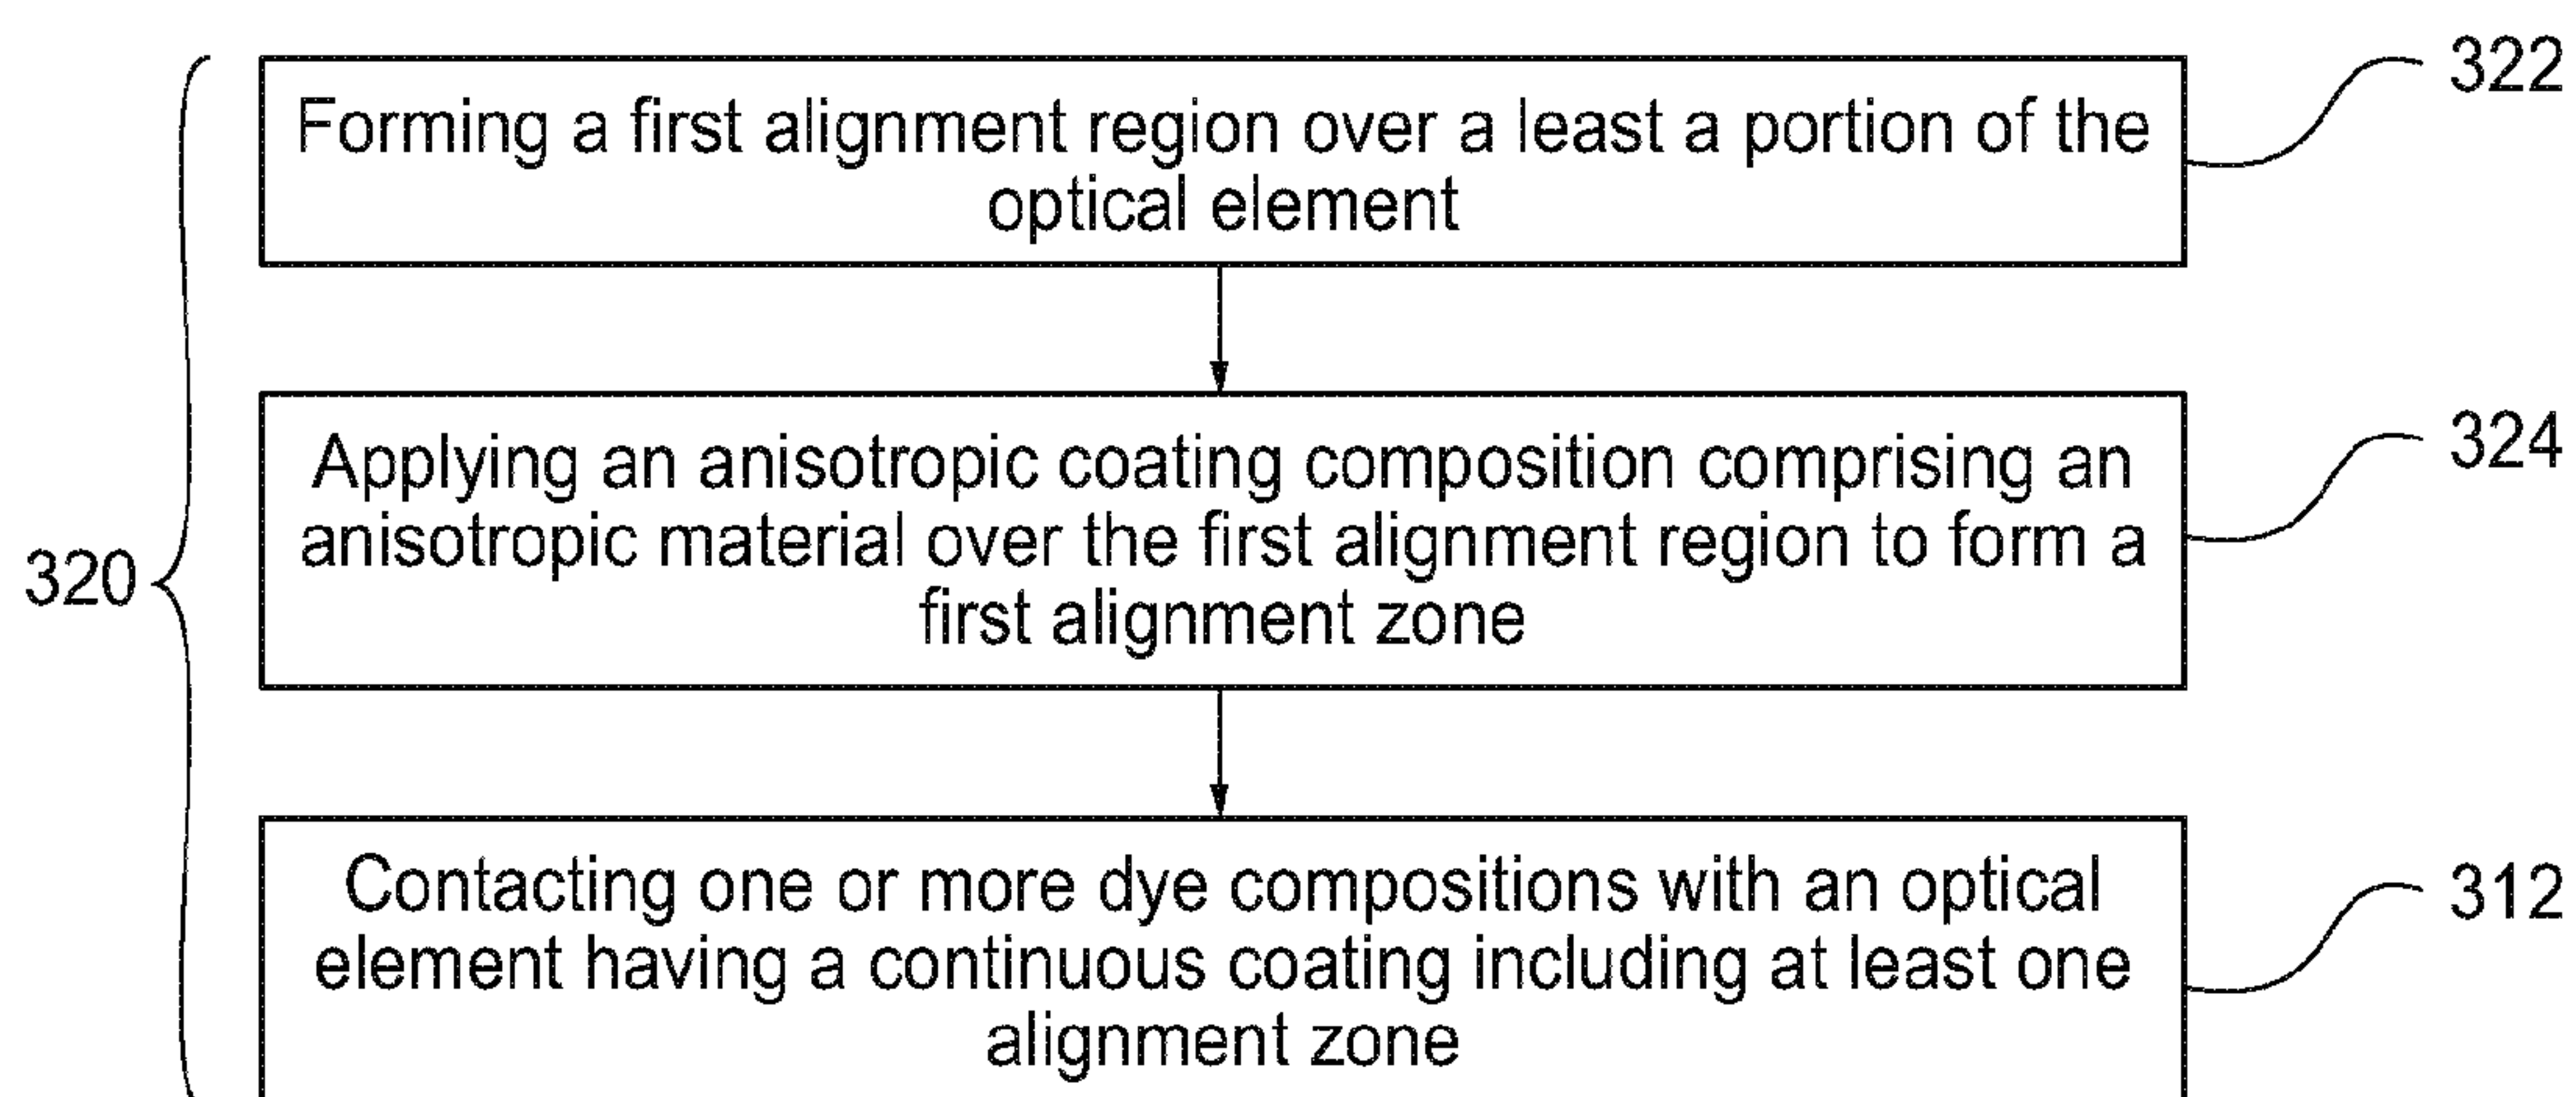 Forming a first alignment region over a least a portion of the
optical element
322
Applying an anisotropic coating composition comprising an
anisotropic material over the first alignment region to form a
first alignment zone
324
320
Contacting one or more dye compositions with an optical
element having a continuous coating including at least one
alignment zone
312